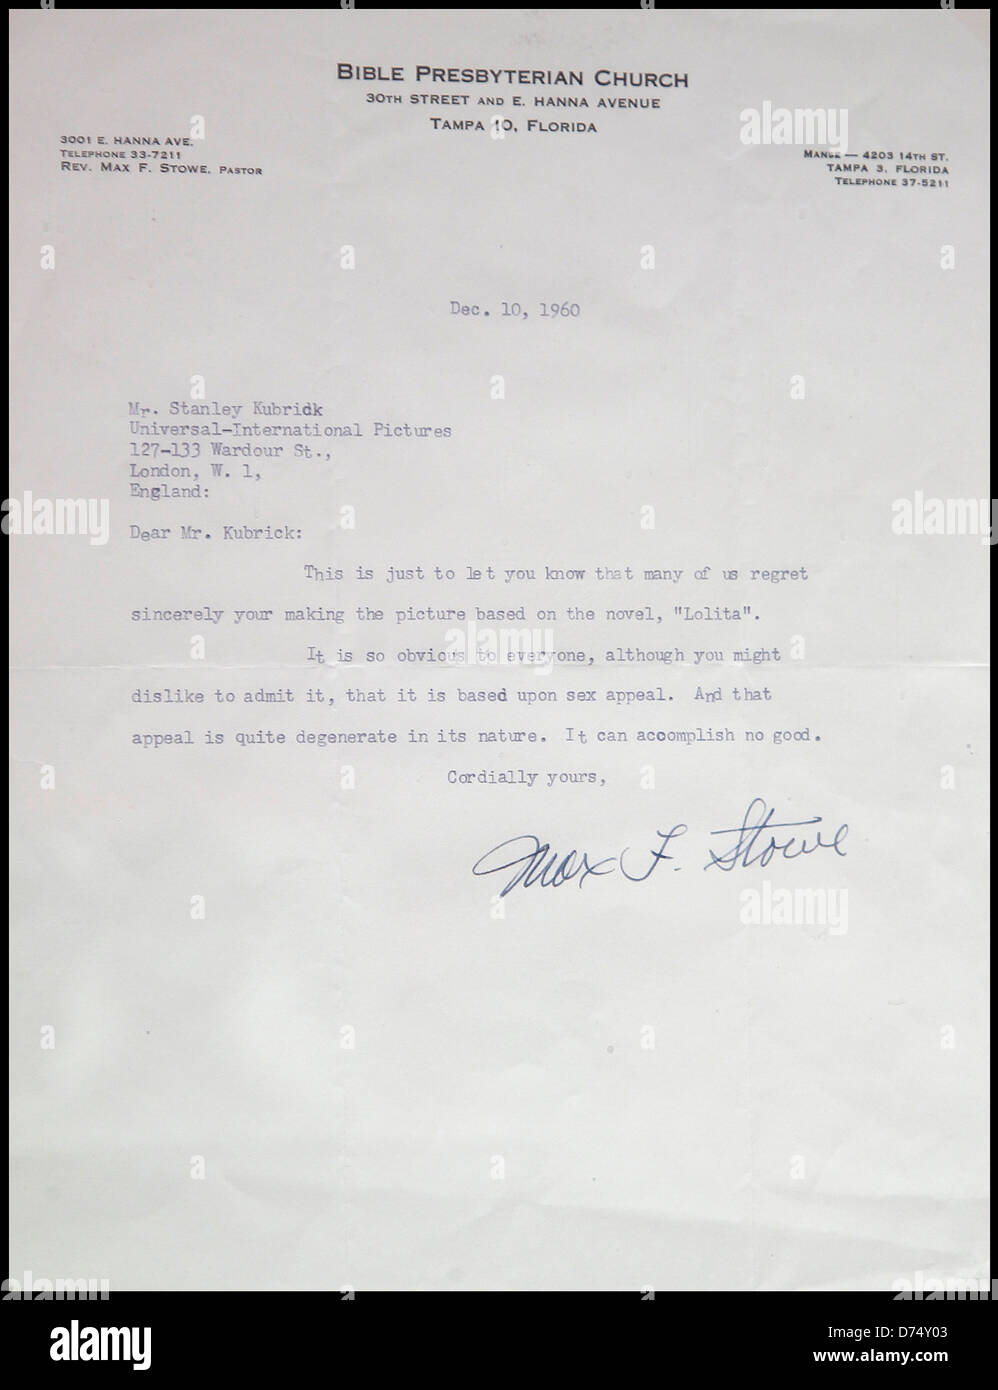 BIBLE PRESBYTERIAN CHURCH
30TH STREET AND E. HANNA AVENUE
TAMPA 10, FLORIDA
3001 E. HANNA AVE.
TELEPHONE 33-7211
REV. MAX F. STOWE, PASTOR
MANSE — 4203 14TH ST.
TAMPA 3, FLORIDA
TELEPHONE 37-5211
Dec. 10, 1960
Mr. Stanley Kubridk
Universal-International Pictures
127-133 Wardour St.,
London, W. 1,
England:
Dear Mr. Kubrick:
This is just to let you know that many of us regret
sincerely your making the picture based on the novel, "Lolita".
It is so obvious to everyone, although you might
dislike to admit it, that it is based upon sex appeal. And that
appeal is quite degenerate in its nature. It can accomplish no good.
Cordially yours,
Max F. Stowe
alamy
Image ID: D74Y03
www.alamy.com